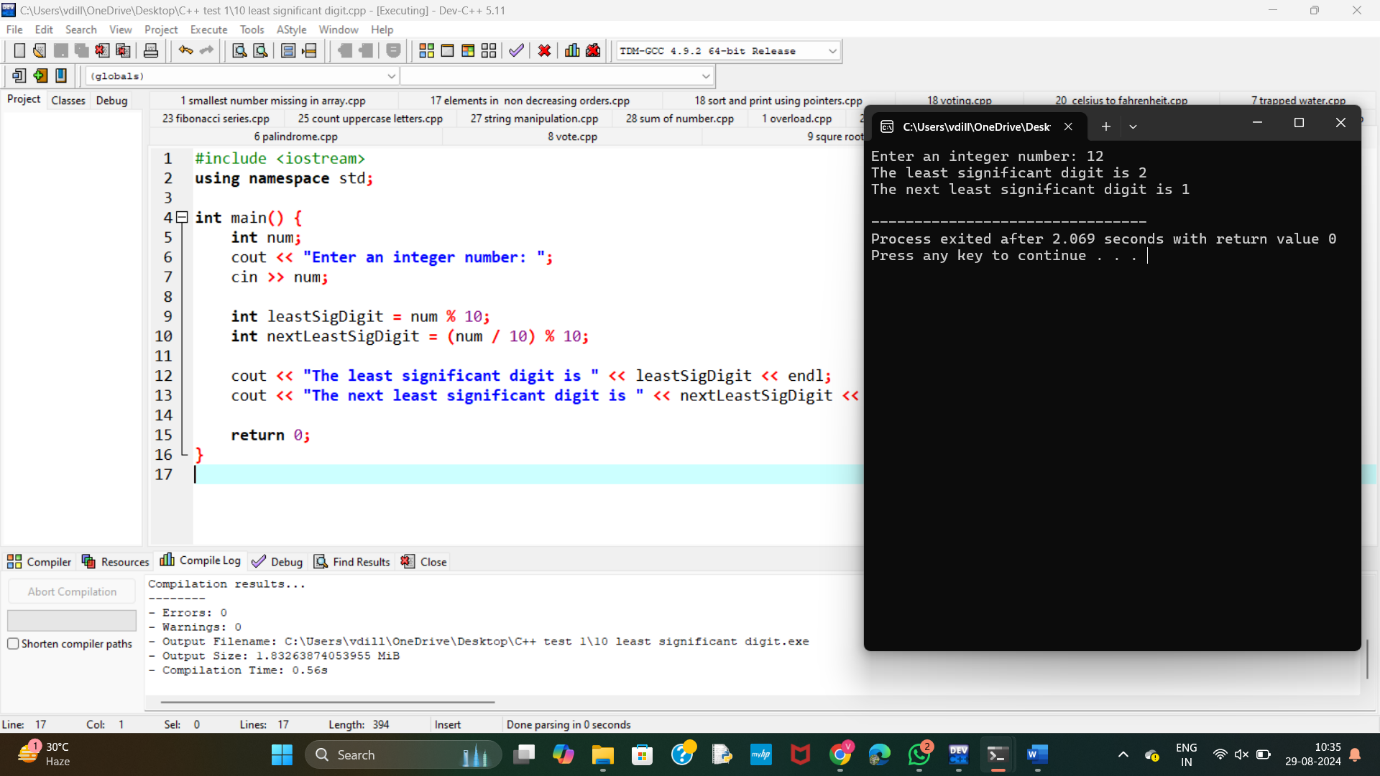 C:\Users\vdill\OneDrive\Desktop\C++ test 1\10 least significant digit.cpp - [Executing] - Dev-C++ 5.11
File Edit Search View Project Execute Tools AStyle Window Help
TDM-GCC 4.9.2 64-bit Release
(globals)
Project Classes Debug
1 smallest number missing in array.cpp 17 elements in non decreasing orders.cpp 18 sort and print using pointers.cpp 18 voting.cpp 20 celsius to fahrenheit.cpp 7 trapped water.cpp
23 fibonacci series.cpp 25 count uppercase letters.cpp 27 string manipulation.cpp 28 sum of number.cpp 1 overload.cpp
6 palindrome.cpp 8 vote.cpp 9 squre root
1 #include <iostream>
2 using namespace std;
3
4 int main() {
5 int num;
6 cout << "Enter an integer number: ";
7 cin >> num;
8
9 int leastSigDigit = num % 10;
10 int nextLeastSigDigit = (num / 10) % 10;
11
12 cout << "The least significant digit is " << leastSigDigit << endl;
13 cout << "The next least significant digit is " << nextLeastSigDigit <<
14
15 return 0;
16 }
17
C:\Users\vdill\OneDrive\Desk
Enter an integer number: 12
The least significant digit is 2
The next least significant digit is 1
--------------------------------
Process exited after 2.069 seconds with return value 0
Press any key to continue . . .
Compiler Resources Compile Log Debug Find Results Close
Abort Compilation
Shorten compiler paths
Compilation results...
--------
- Errors: 0
- Warnings: 0
- Output Filename: C:\Users\vdill\OneDrive\Desktop\C++ test 1\10 least significant digit.exe
- Output Size: 1.83263874053955 MiB
- Compilation Time: 0.56s
Line: 17 Col: 1 Sel: 0 Lines: 17 Length: 394 Insert Done parsing in 0 seconds
1
30°C
Haze
Search
myhp
V
2
DEV
W
ENG
IN
10:35
29-08-2024